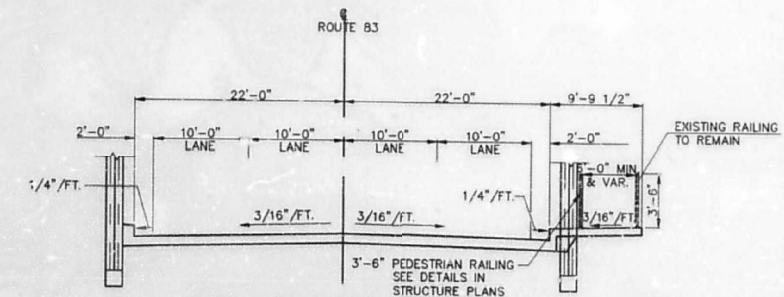 ℄
ROUTE 83
22'-0" 22'-0" 9'-9 1/2"
2'-0" 10'-0" LANE 10'-0" LANE 10'-0" LANE 10'-0" LANE 2'-0"
EXISTING RAILING
TO REMAIN
5'-0" MIN
& VAR.
1/4"/FT. 3/16"/FT. 3/16"/FT. 1/4"/FT. 3/16"/FT. 3'-6"
3'-6" PEDESTRIAN RAILING
SEE DETAILS IN
STRUCTURE PLANS